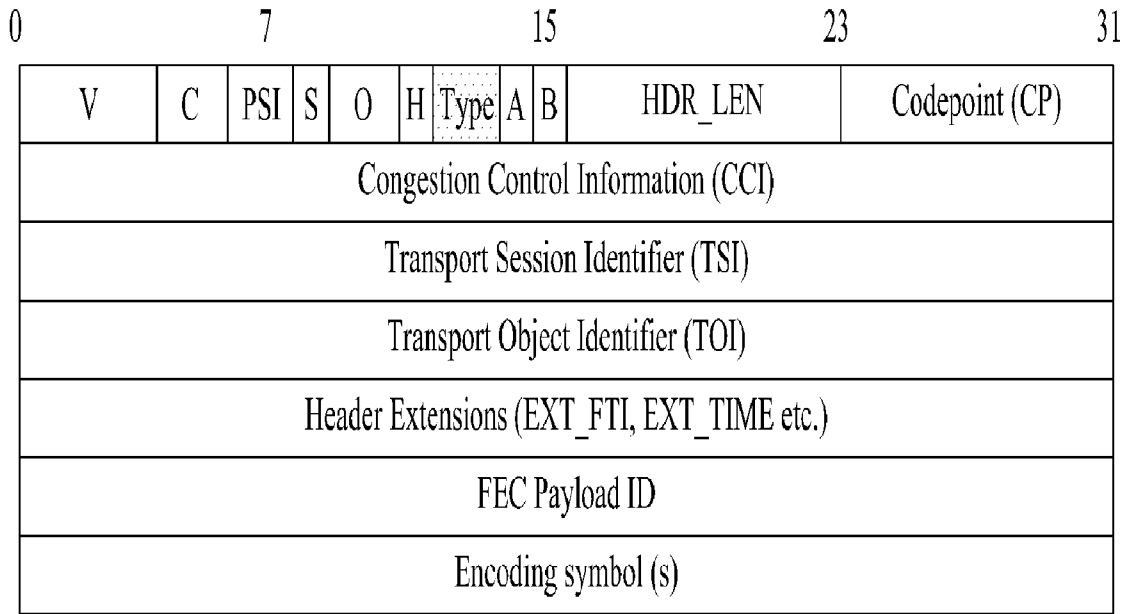 0 7 15 23 31
V C PSI S O H Type A B HDR_LEN Codepoint (CP)
Congestion Control Information (CCI)
Transport Session Identifier (TSI)
Transport Object Identifier (TOI)
Header Extensions (EXT_FTI, EXT_TIME etc.)
FEC Payload ID
Encoding symbol (s)